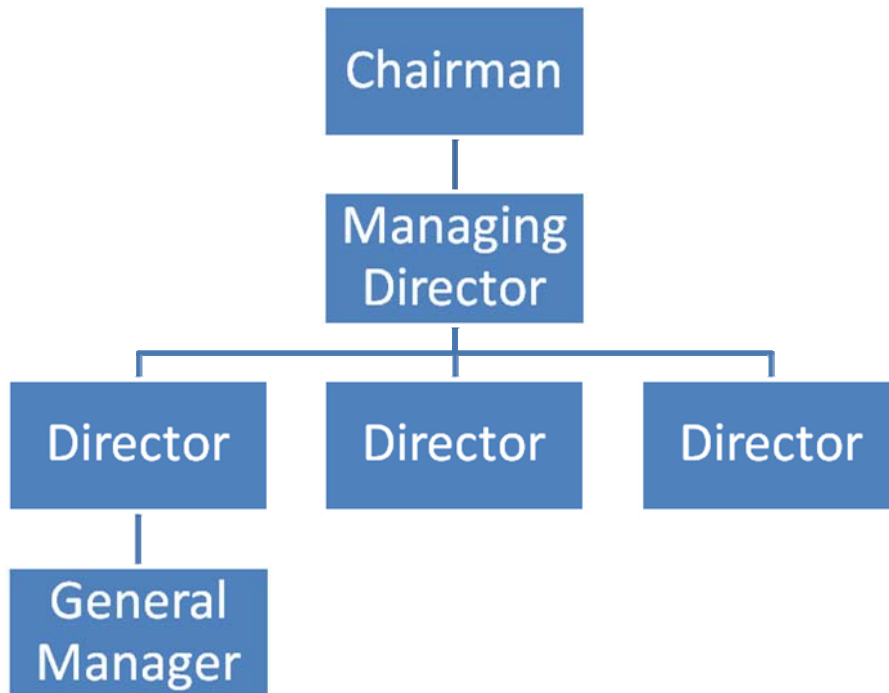 Chairman
Managing
Director
Director
Director
Director
General
Manager